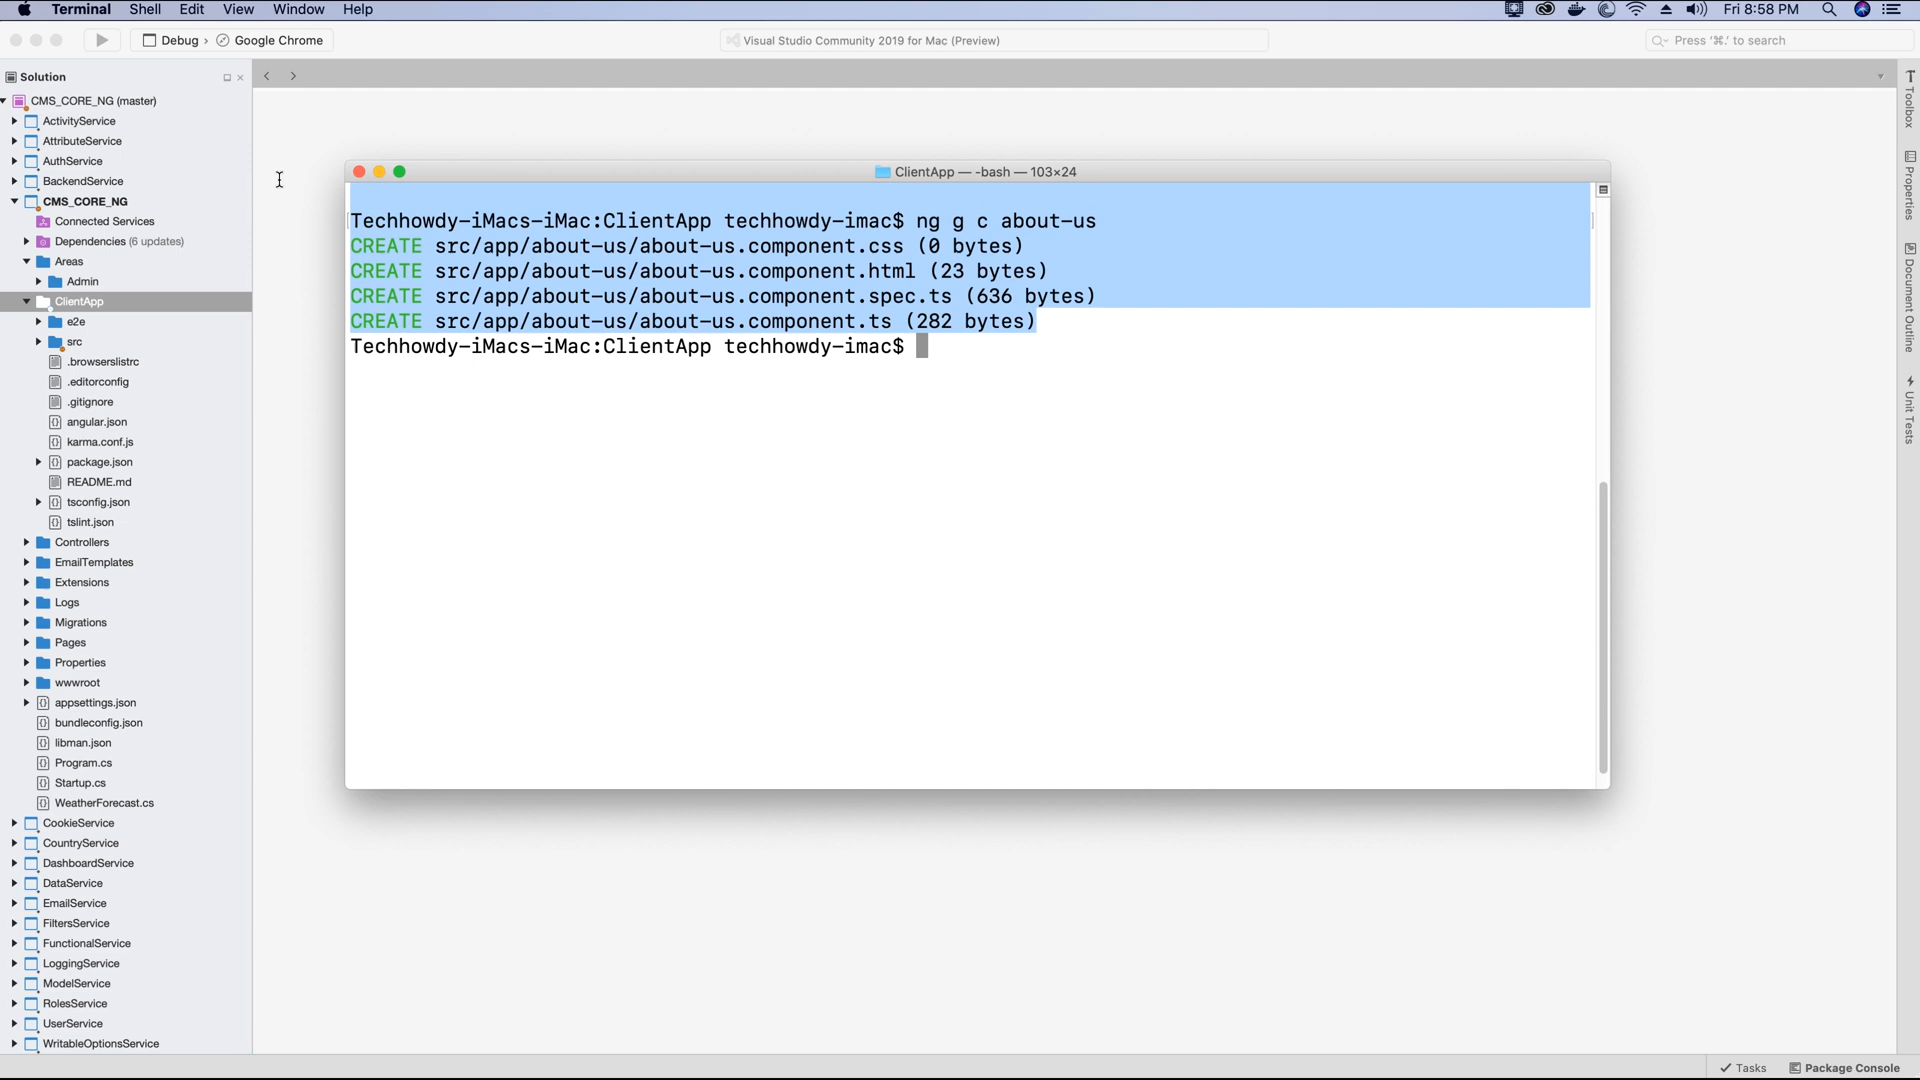 Terminal Shell Edit View Window Help
Fri 8:58 PM
Debug › Google Chrome
Visual Studio Community 2019 for Mac (Preview)
Press '⌘.' to search
Solution
CMS_CORE_NG (master)
ActivityService
AttributeService
AuthService
BackendService
CMS_CORE_NG
Connected Services
Dependencies (6 updates)
Areas
Admin
ClientApp
e2e
src
.browserslistrc
.editorconfig
.gitignore
angular.json
karma.conf.js
package.json
README.md
tsconfig.json
tslint.json
Controllers
EmailTemplates
Extensions
Logs
Migrations
Pages
Properties
wwwroot
appsettings.json
bundleconfig.json
libman.json
Program.cs
Startup.cs
WeatherForecast.cs
CookieService
CountryService
DashboardService
DataService
EmailService
FiltersService
FunctionalService
LoggingService
ModelService
RolesService
UserService
WritableOptionsService
ClientApp — -bash — 103×24
Techhowdy-iMacs-iMac:ClientApp techhowdy-imac$ ng g c about-us
CREATE src/app/about-us/about-us.component.css (0 bytes)
CREATE src/app/about-us/about-us.component.html (23 bytes)
CREATE src/app/about-us/about-us.component.spec.ts (636 bytes)
CREATE src/app/about-us/about-us.component.ts (282 bytes)
Techhowdy-iMacs-iMac:ClientApp techhowdy-imac$
Toolbox
Properties
Document Outline
Unit Tests
Tasks
Package Console